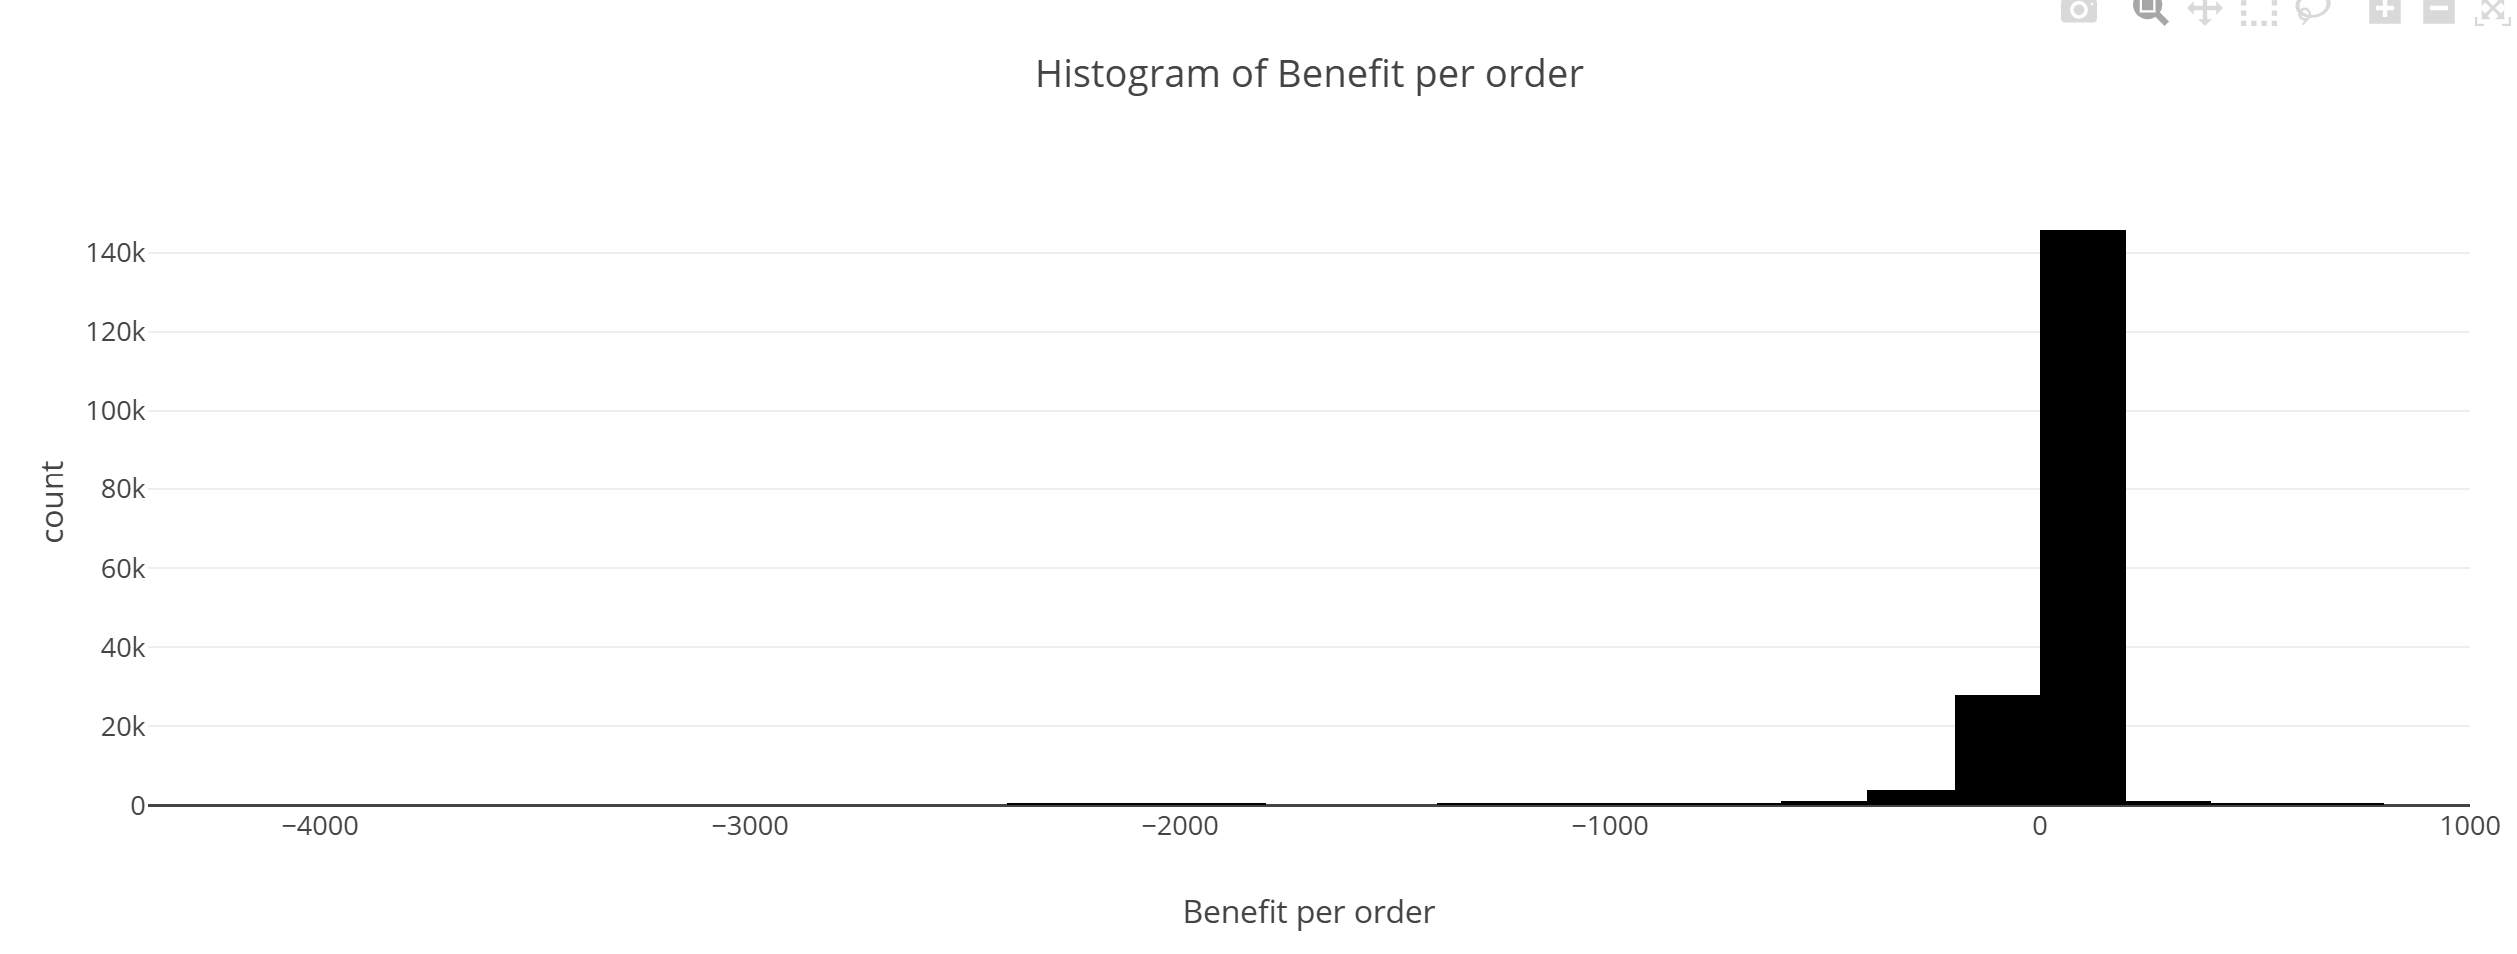 Histogram of Benefit per order
140k
120k
100k
80k
60k
40k
20k
0
count
−4000
−3000
−2000
−1000
0
1000
Benefit per order